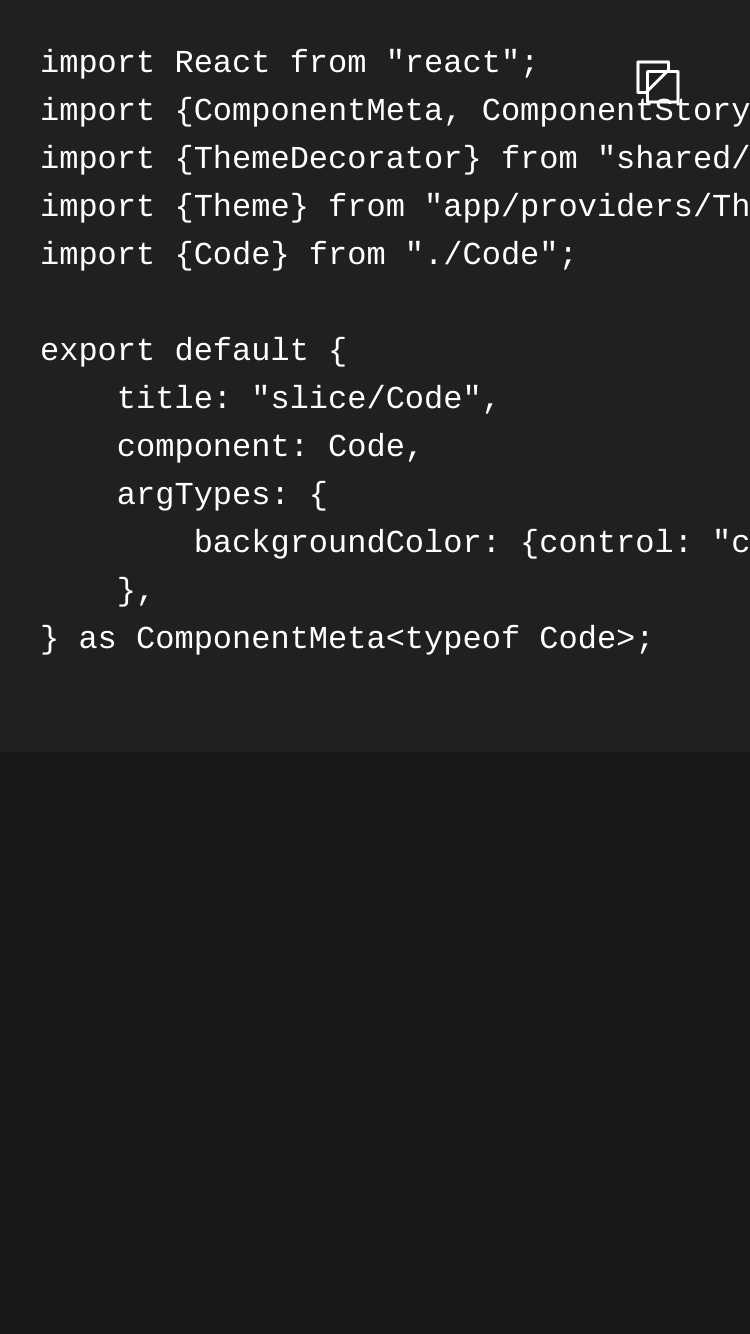 import React from "react";
import {ComponentMeta, ComponentStory
import {ThemeDecorator} from "shared/
import {Theme} from "app/providers/Th
import {Code} from "./Code";

export default {
    title: "slice/Code",
    component: Code,
    argTypes: {
        backgroundColor: {control: "c
    },
} as ComponentMeta<typeof Code>;